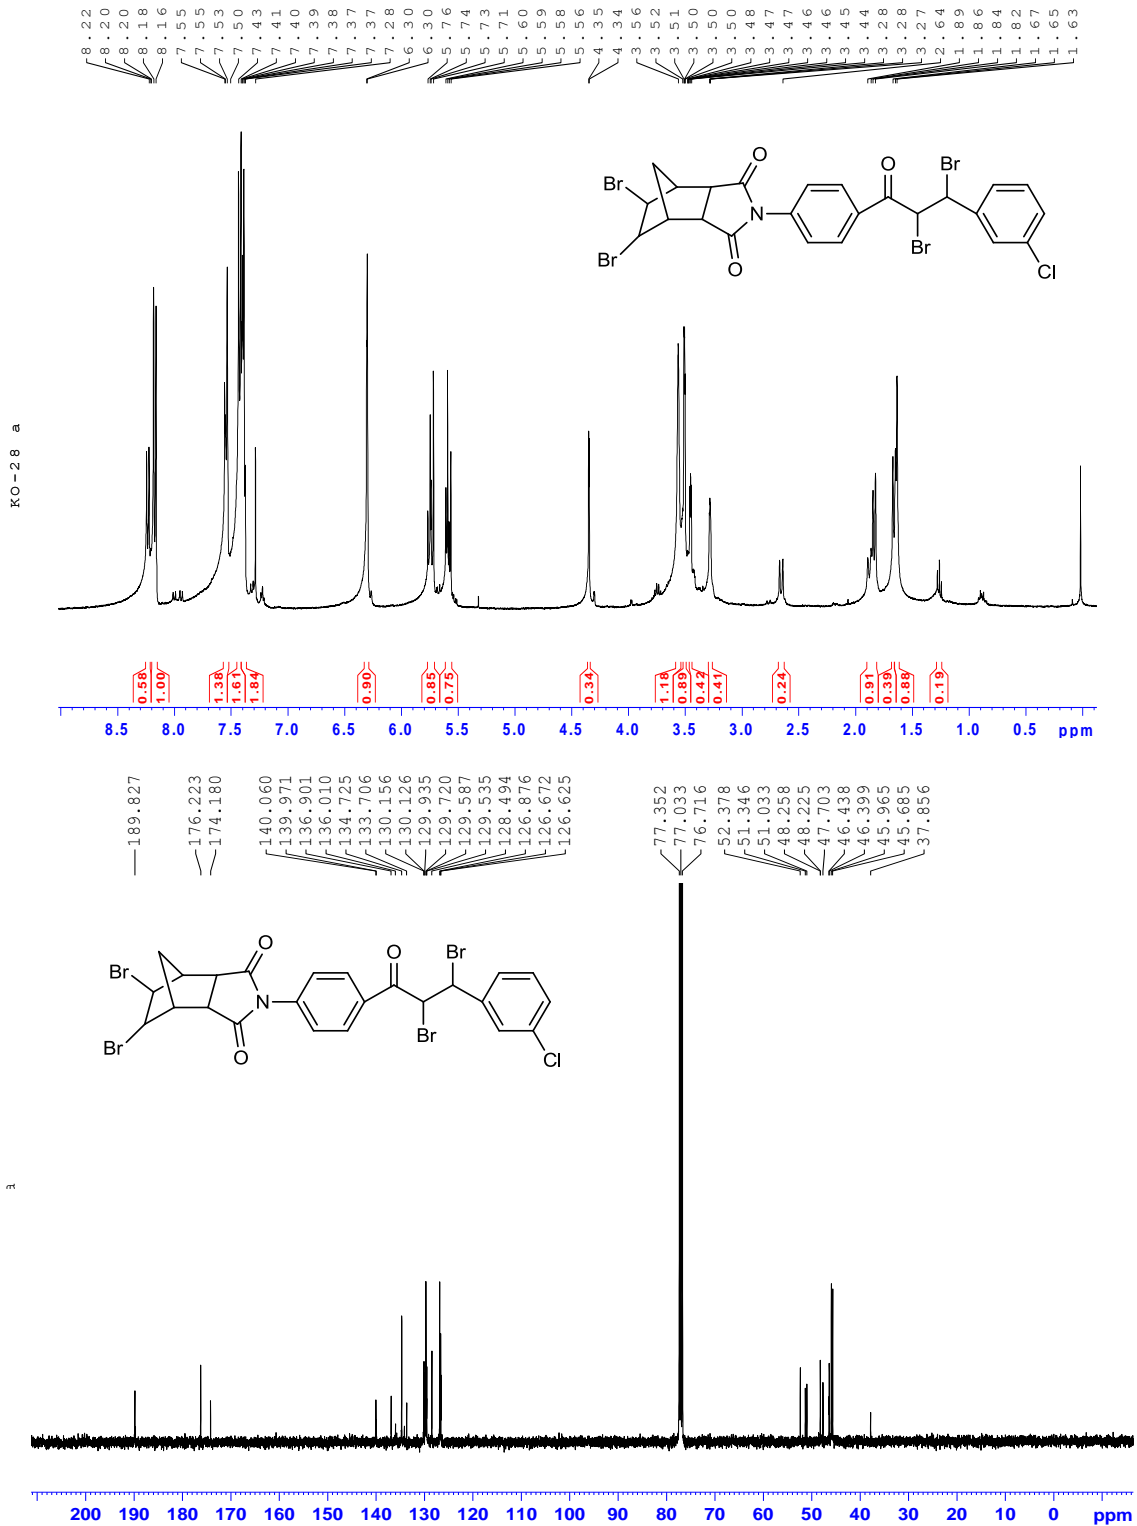 8.22 8.20 8.20 8.18 8.16 7.55 7.55 7.53 7.50 7.43 7.41 7.40 7.39 7.38 7.37 7.37 7.28 6.30 6.30 5.76 5.74 5.73 5.71 5.60 5.59 5.58 5.56 4.35 4.34 3.56 3.52 3.51 3.50 3.50 3.48 3.47 3.47 3.46 3.46 3.45 3.44 3.28 3.28 3.27 2.64 1.89 1.86 1.84 1.82 1.67 1.65 1.63
O
Br
O
Br
Br
N
Br
O
Cl
KO-28 a
0.58 1.00 1.38 1.61 1.84 0.90 0.85 0.75 0.34 1.18 0.89 0.42 0.41 0.24 0.91 0.39 0.88 0.19
8.5 8.0 7.5 7.0 6.5 6.0 5.5 5.0 4.5 4.0 3.5 3.0 2.5 2.0 1.5 1.0 0.5 ppm
189.827 176.223 174.180 140.060 139.971 136.901 136.010 134.725 133.706 130.156 130.126 129.935 129.720 129.587 129.535 128.494 126.876 126.672 126.625 77.352 77.033 76.716 52.378 51.346 51.033 48.258 48.225 47.703 46.438 46.399 45.965 45.685 37.856
O
O
Br
Br
N
Br
Br
O
Cl
a
200 190 180 170 160 150 140 130 120 110 100 90 80 70 60 50 40 30 20 10 0 ppm